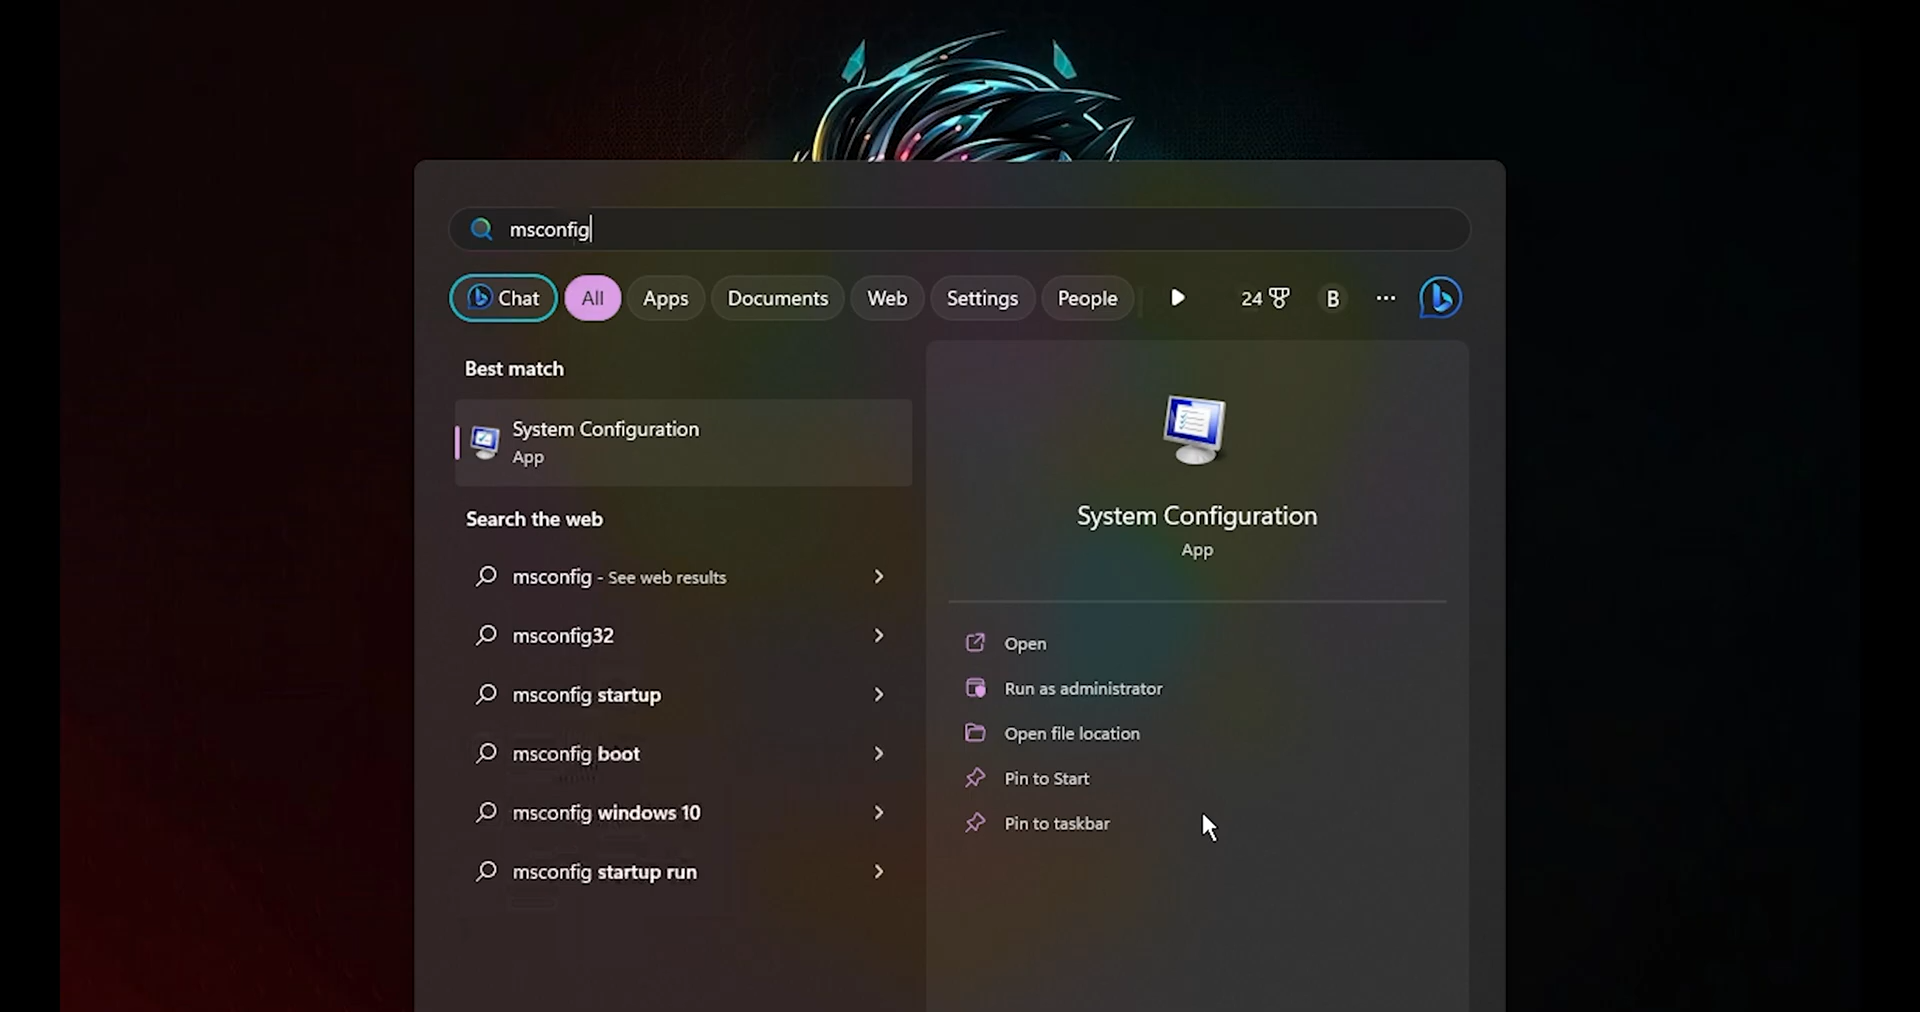 msconfig
Chat
All
Apps
Documents
Web
Settings
People
24
B
Best match
System Configuration
App
Search the web
msconfig - See web results
msconfig32
msconfig startup
msconfig boot
msconfig windows 10
msconfig startup run
System Configuration
App
Open
Run as administrator
Open file location
Pin to Start
Pin to taskbar